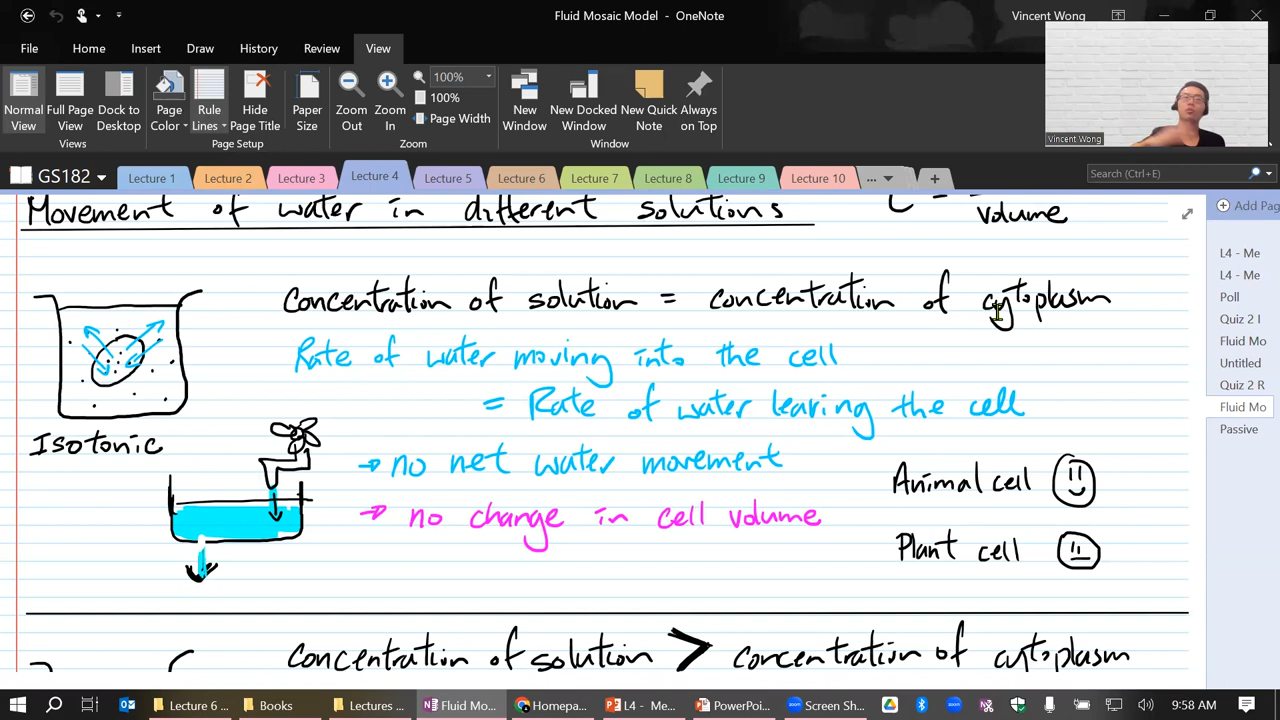 Fluid Mosaic Model - OneNote
Vincent Wong
File Home Insert Draw History Review View
Normal View
Full Page View
Dock to Desktop
Views
Page Color
Rule Lines
Hide Page Title
Paper Size
Page Setup
Zoom Out
Zoom In
100%
100%
Page Width
Zoom
New Window
New Docked Window
New Quick Note
Always on Top
Window
Vincent Wong
GS182
Lecture 1
Lecture 2
Lecture 3
Lecture 4
Lecture 5
Lecture 6
Lecture 7
Lecture 8
Lecture 9
Lecture 10
...
Search (Ctrl+E)
Add Pag
Movement of water in different solutions
C =
volume
Concentration of solution = concentration of cytoplasm
Rate of water moving into the cell
= Rate of water leaving the cell
Isotonic
→ no net water movement
→ no change in cell volume
Animal cell
Plant cell
Concentration of solution > concentration of cytoplasm
L4 - Me
L4 - Me
Poll
Quiz 2 I
Fluid Mo
Untitled
Quiz 2 R
Fluid Mo
Passive
Lecture 6 ...
Books
Lectures ...
Fluid Mo...
Homepa...
L4 - Me...
PowerPoi...
Screen Sh...
9:58 AM